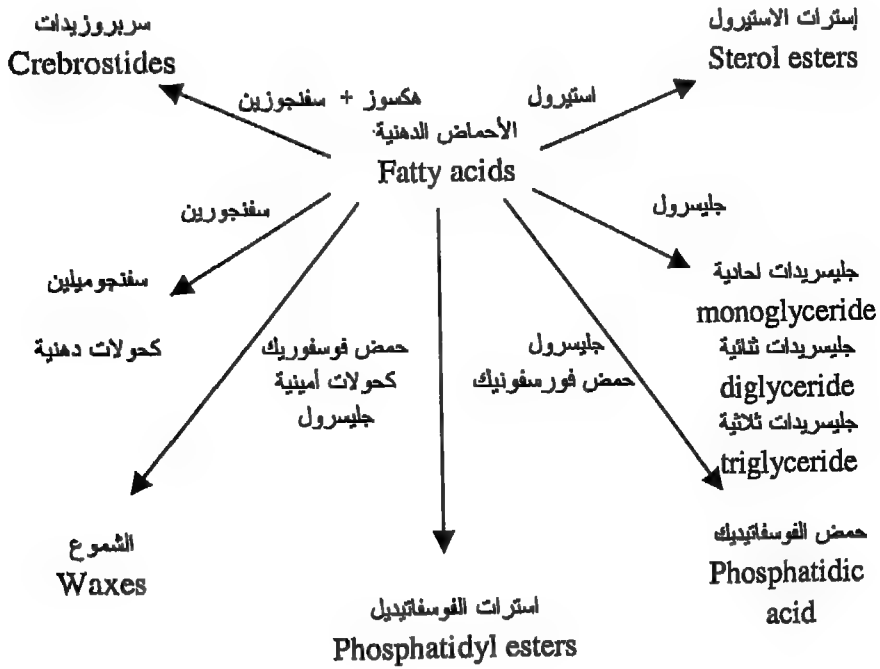 سربروزيدات
Crebrostides
إسترات الاستيرول
Sterol esters
هكسوز + سفنجوزين
استيرول
الأحماض الدهنية
Fatty acids
سفنجورين
جليسرول
سفنجوميلين
كحولات دهنية
حمض فوسفوريك
كحولات أمينية
جليسرول
جليسرول
حمض فورسفونيك
جليسريدات احادية
monoglyceride
جليسريدات ثنائية
diglyceride
جليسريدات ثلاثية
triglyceride
الشموع
Waxes
استرات الفوسفاتيديل
Phosphatidyl esters
حمض الفوسفاتيديك
Phosphatidic
acid